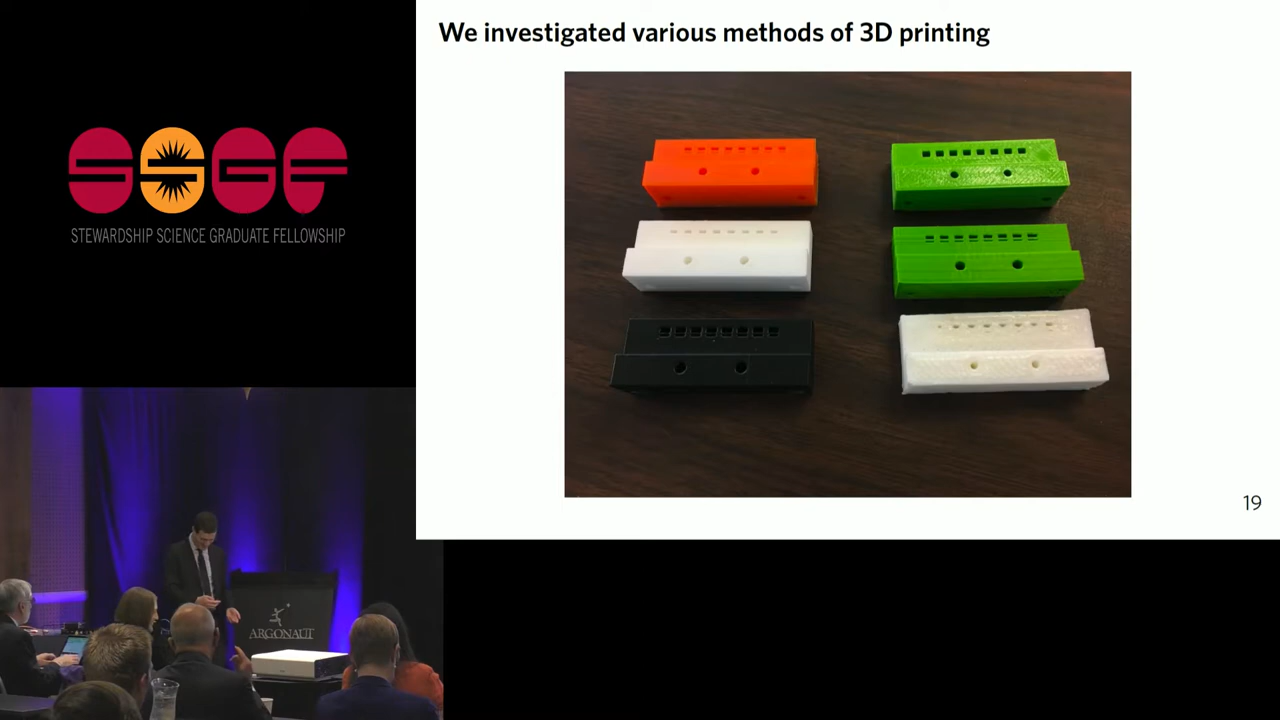 We investigated various methods of 3D printing
SSGF
STEWARDSHIP SCIENCE GRADUATE FELLOWSHIP
19
ARGONAUT